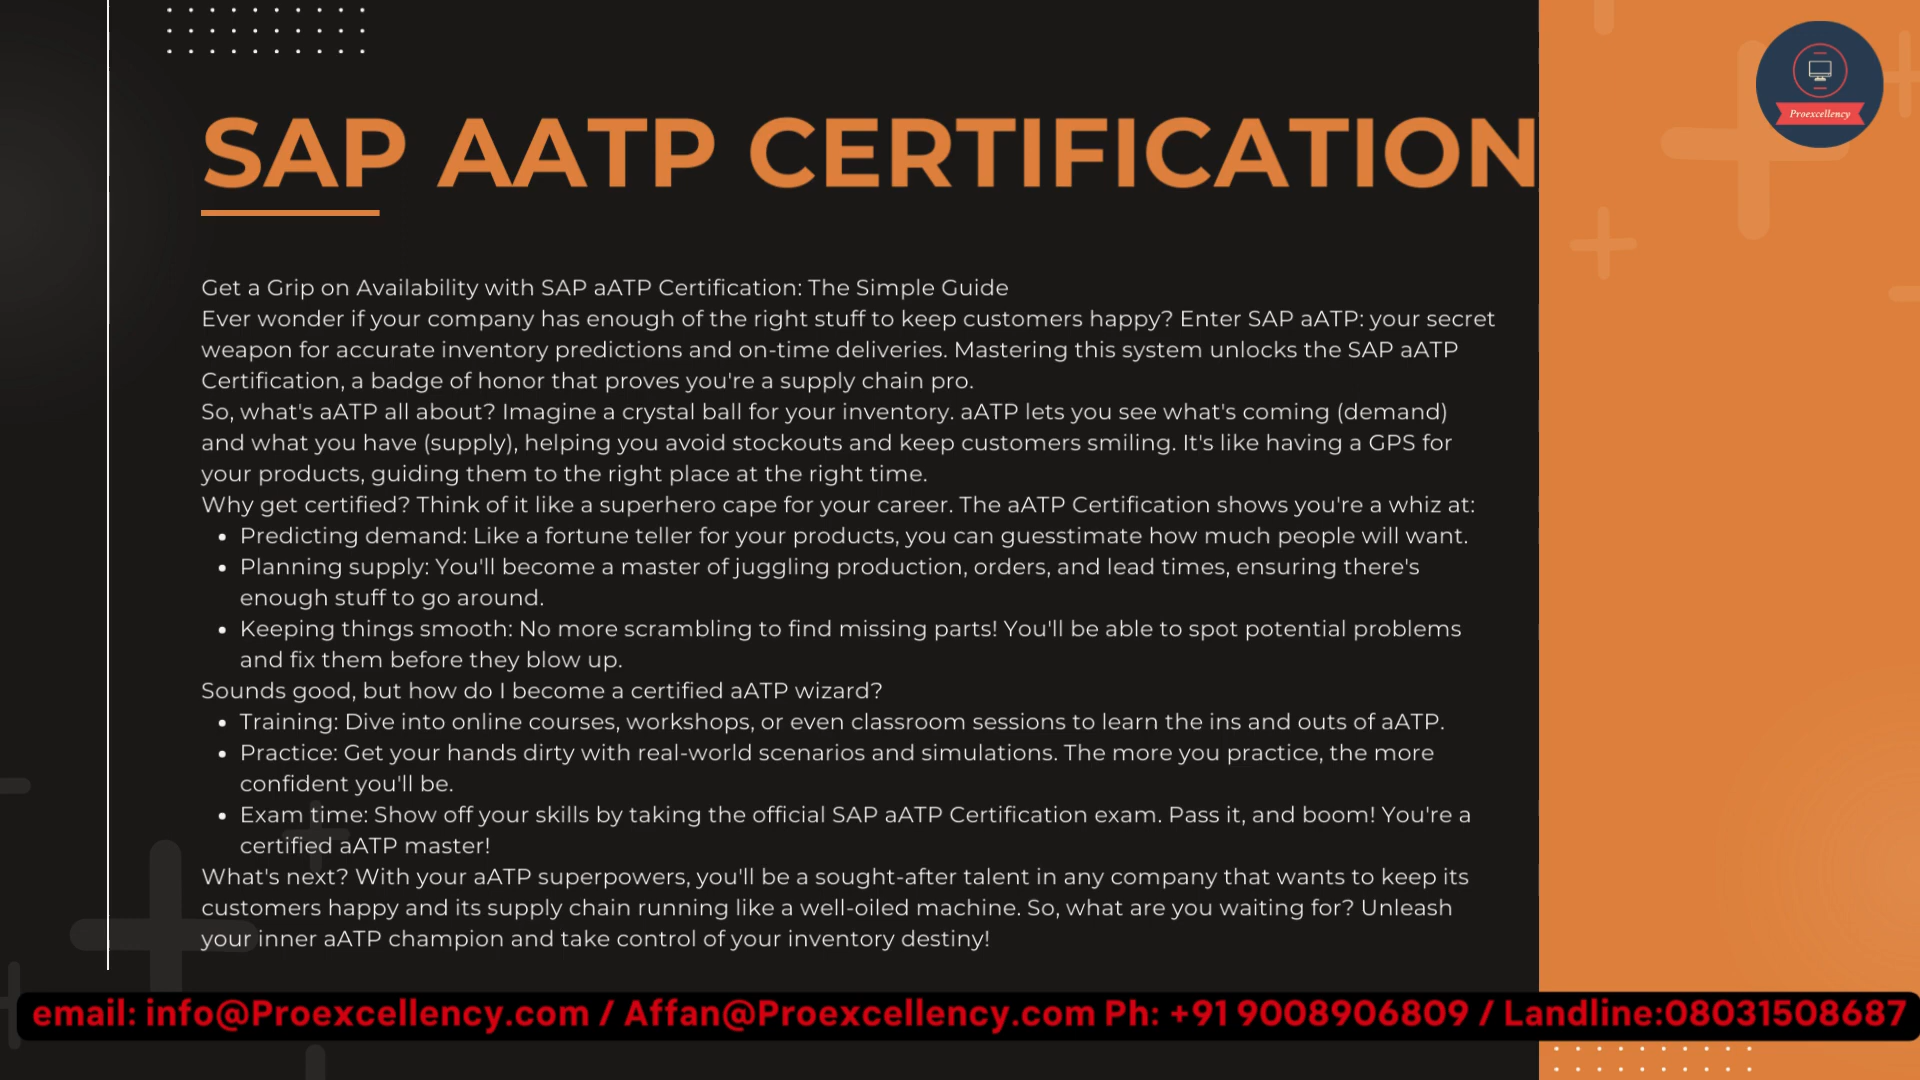 Proexcellency
SAP AATP CERTIFICATION
Get a Grip on Availability with SAP aATP Certification: The Simple Guide
Ever wonder if your company has enough of the right stuff to keep customers happy? Enter SAP aATP: your secret
weapon for accurate inventory predictions and on-time deliveries. Mastering this system unlocks the SAP aATP
Certification, a badge of honor that proves you're a supply chain pro.
So, what's aATP all about? Imagine a crystal ball for your inventory. aATP lets you see what's coming (demand)
and what you have (supply), helping you avoid stockouts and keep customers smiling. It's like having a GPS for
your products, guiding them to the right place at the right time.
Why get certified? Think of it like a superhero cape for your career. The aATP Certification shows you're a whiz at:
• Predicting demand: Like a fortune teller for your products, you can guesstimate how much people will want.
• Planning supply: You'll become a master of juggling production, orders, and lead times, ensuring there's
enough stuff to go around.
• Keeping things smooth: No more scrambling to find missing parts! You'll be able to spot potential problems
and fix them before they blow up.
Sounds good, but how do I become a certified aATP wizard?
• Training: Dive into online courses, workshops, or even classroom sessions to learn the ins and outs of aATP.
• Practice: Get your hands dirty with real-world scenarios and simulations. The more you practice, the more
confident you'll be.
• Exam time: Show off your skills by taking the official SAP aATP Certification exam. Pass it, and boom! You're a
certified aATP master!
What's next? With your aATP superpowers, you'll be a sought-after talent in any company that wants to keep its
customers happy and its supply chain running like a well-oiled machine. So, what are you waiting for? Unleash
your inner aATP champion and take control of your inventory destiny!
email: info@Proexcellency.com / Affan@Proexcellency.com Ph: +91 9008906809 / Landline:08031508687